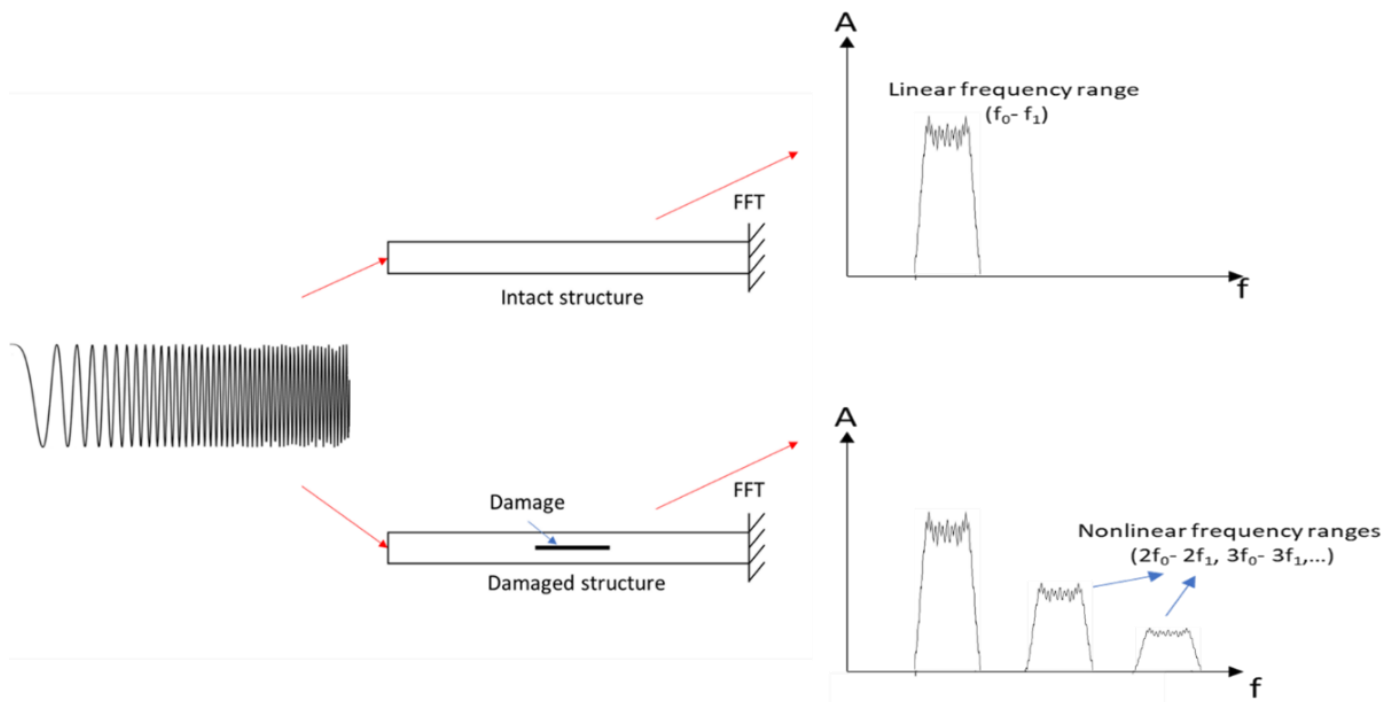 A
Linear frequency range
(f₀- f₁)
f
FFT
Intact structure
Damage
FFT
Damaged structure
A
Nonlinear frequency ranges
(2f₀- 2f₁, 3f₀- 3f₁,...)
f